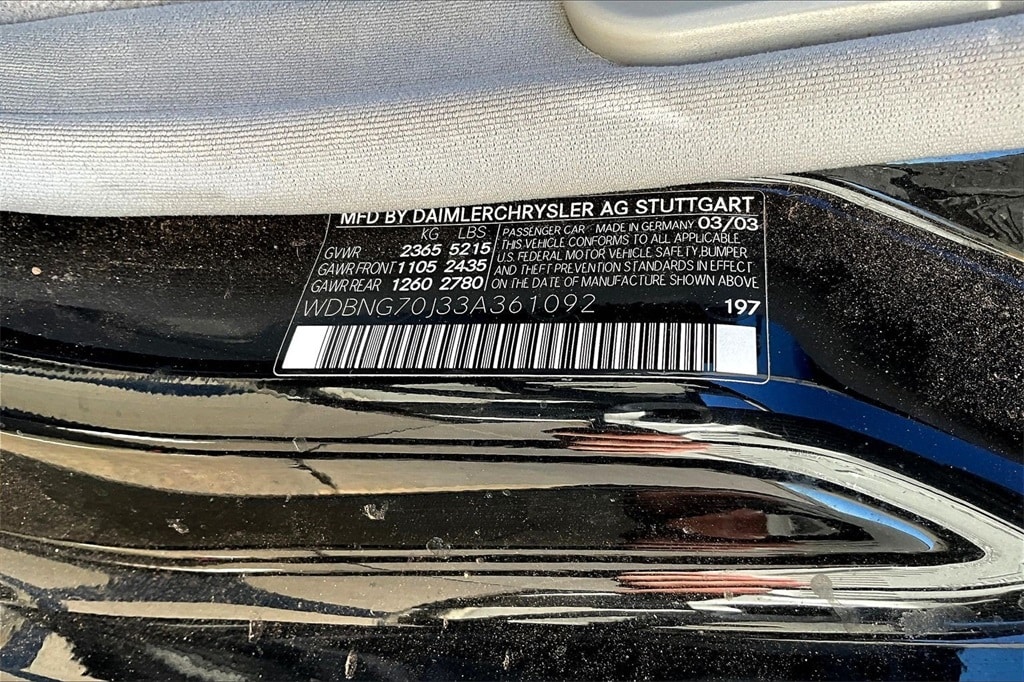 MFD BY DAIMLERCHRYSLER AG STUTTGART
KG LBS
GVWR 2365 5215
GAWR FRONT 1105 2435
GAWR REAR 1260 2780
PASSENGER CAR MADE IN GERMANY 03/03
THIS VEHICLE CONFORMS TO ALL APPLICABLE
U.S. FEDERAL MOTOR VEHICLE SAFETY, BUMPER
AND THEFT PREVENTION STANDARDS IN EFFECT
ON THE DATE OF MANUFACTURE SHOWN ABOVE
WDBNG70J33A361092 197